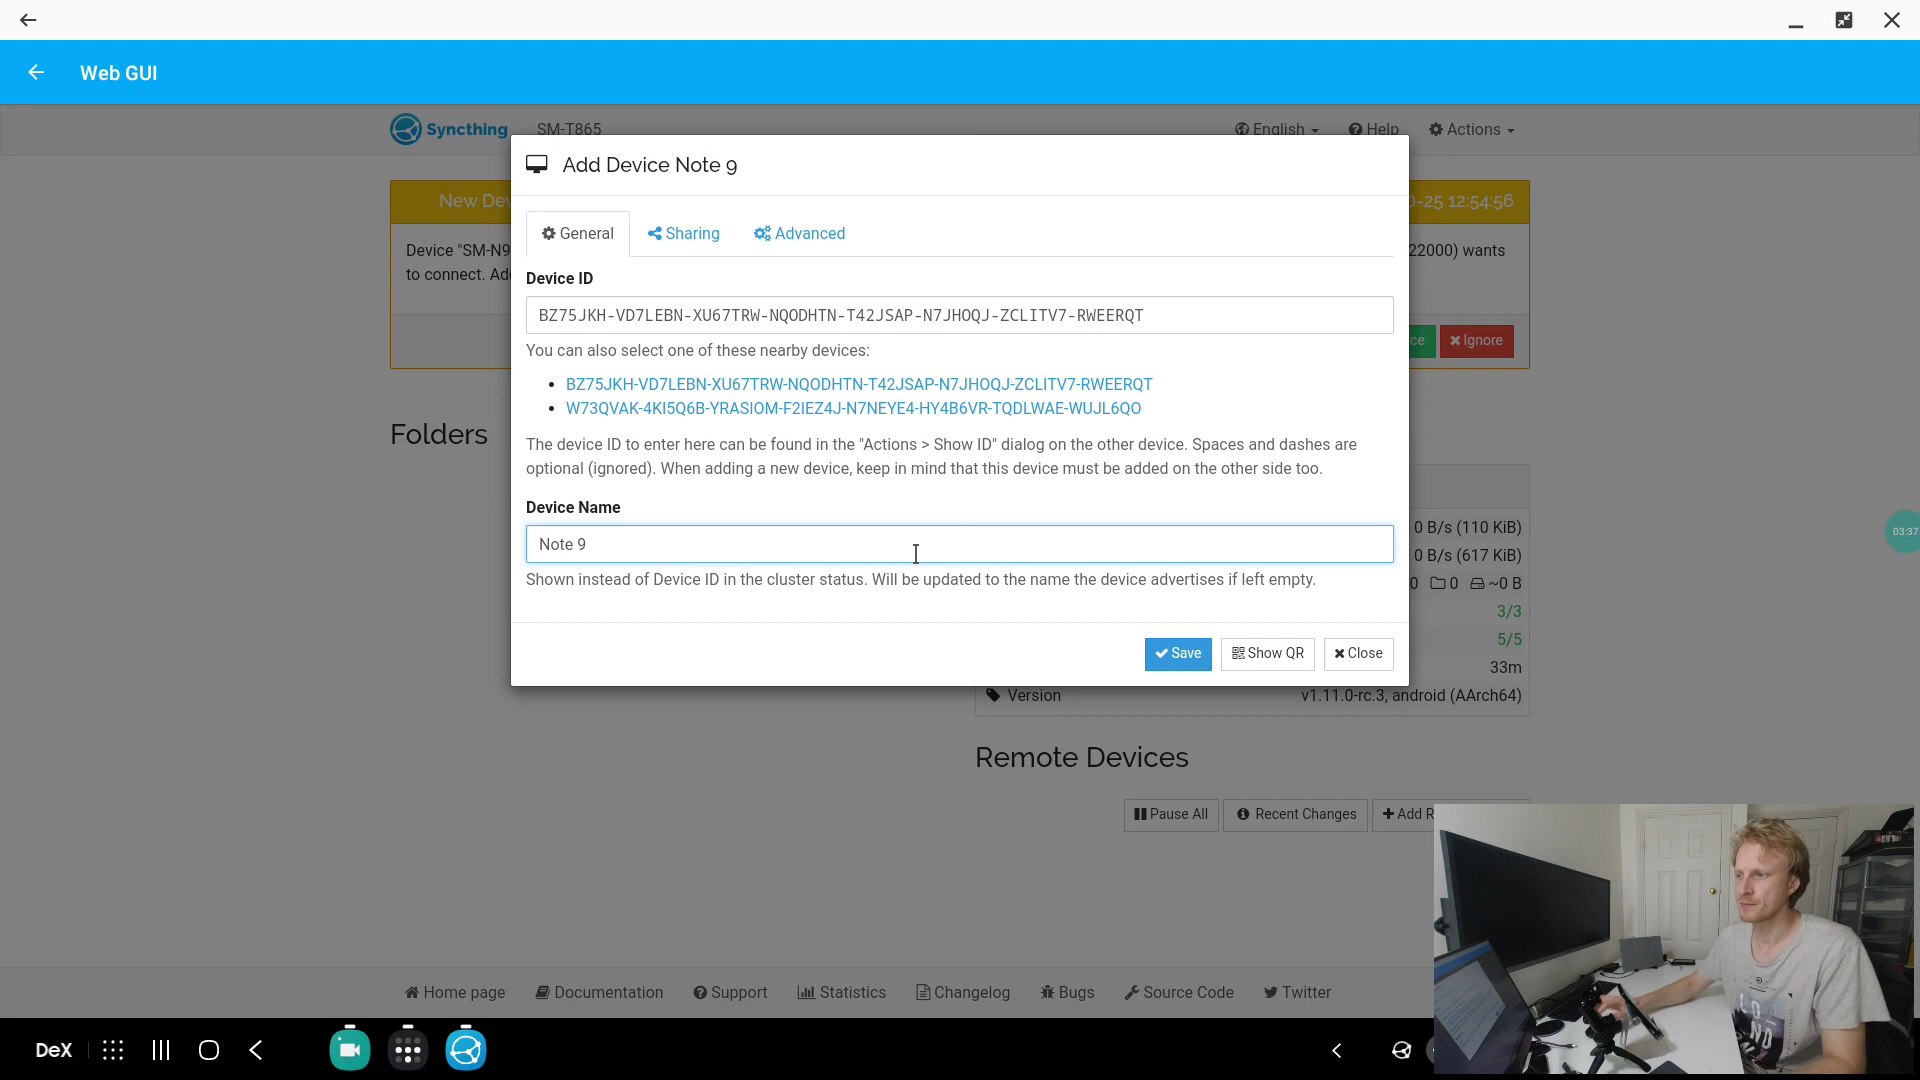 Web GUI
Syncthing SM-T865 English Help Actions
Add Device Note 9
New Dev -25 12:54:56
General Sharing Advanced
Device "SM-N9 22000) wants
to connect. Ad
Device ID
BZ75JKH-VD7LEBN-XU67TRW-NQODHTN-T42JSAP-N7JHOQJ-ZCLITV7-RWEERQT
ce Ignore
You can also select one of these nearby devices:
BZ75JKH-VD7LEBN-XU67TRW-NQODHTN-T42JSAP-N7JHOQJ-ZCLITV7-RWEERQT
W73QVAK-4KI5Q6B-YRASIOM-F2IEZ4J-N7NEYE4-HY4B6VR-TQDLWAE-WUJL6QO
Folders
The device ID to enter here can be found in the "Actions > Show ID" dialog on the other device. Spaces and dashes are
optional (ignored). When adding a new device, keep in mind that this device must be added on the other side too.
Device Name
0 B/s (110 KiB)
03:37
Note 9
0 B/s (617 KiB)
Shown instead of Device ID in the cluster status. Will be updated to the name the device advertises if left empty.
0 0 ~0 B
3/3
5/5
Save Show QR Close
33m
Version v1.11.0-rc.3, android (AArch64)
Remote Devices
Pause All Recent Changes Add R
Home page Documentation Support Statistics Changelog Bugs Source Code Twitter
DeX